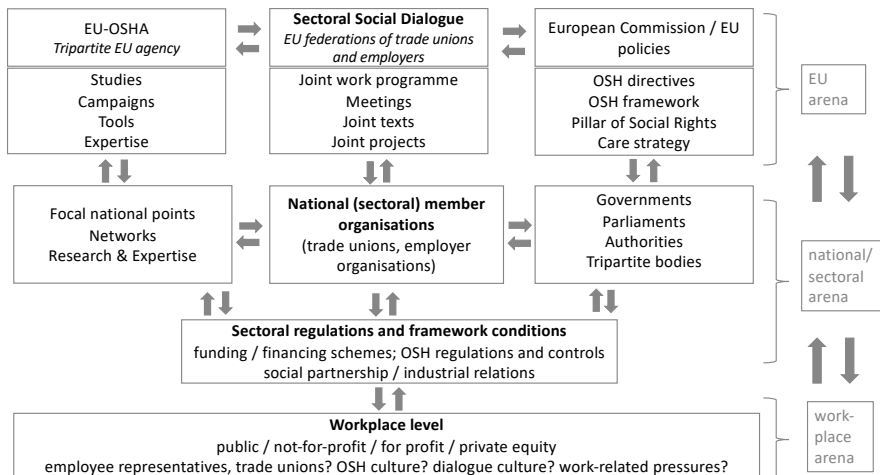 EU-OSHA
Tripartite EU agency
Sectoral Social Dialogue
EU federations of trade unions
and employers
European Commission / EU
policies
Studies
Campaigns
Tools
Expertise
Joint work programme
Meetings
Joint texts
Joint projects
OSH directives
OSH framework
Pillar of Social Rights
Care strategy
EU
arena
Focal national points
Networks
Research & Expertise
National (sectoral) member
organisations
(trade unions, employer
organisations)
Governments
Parliaments
Authorities
Tripartite bodies
national/
sectoral
arena
Sectoral regulations and framework conditions
funding / financing schemes; OSH regulations and controls
social partnership / industrial relations
Workplace level
public / not-for-profit / for profit / private equity
employee representatives, trade unions? OSH culture? dialogue culture? work-related pressures?
work-
place
arena